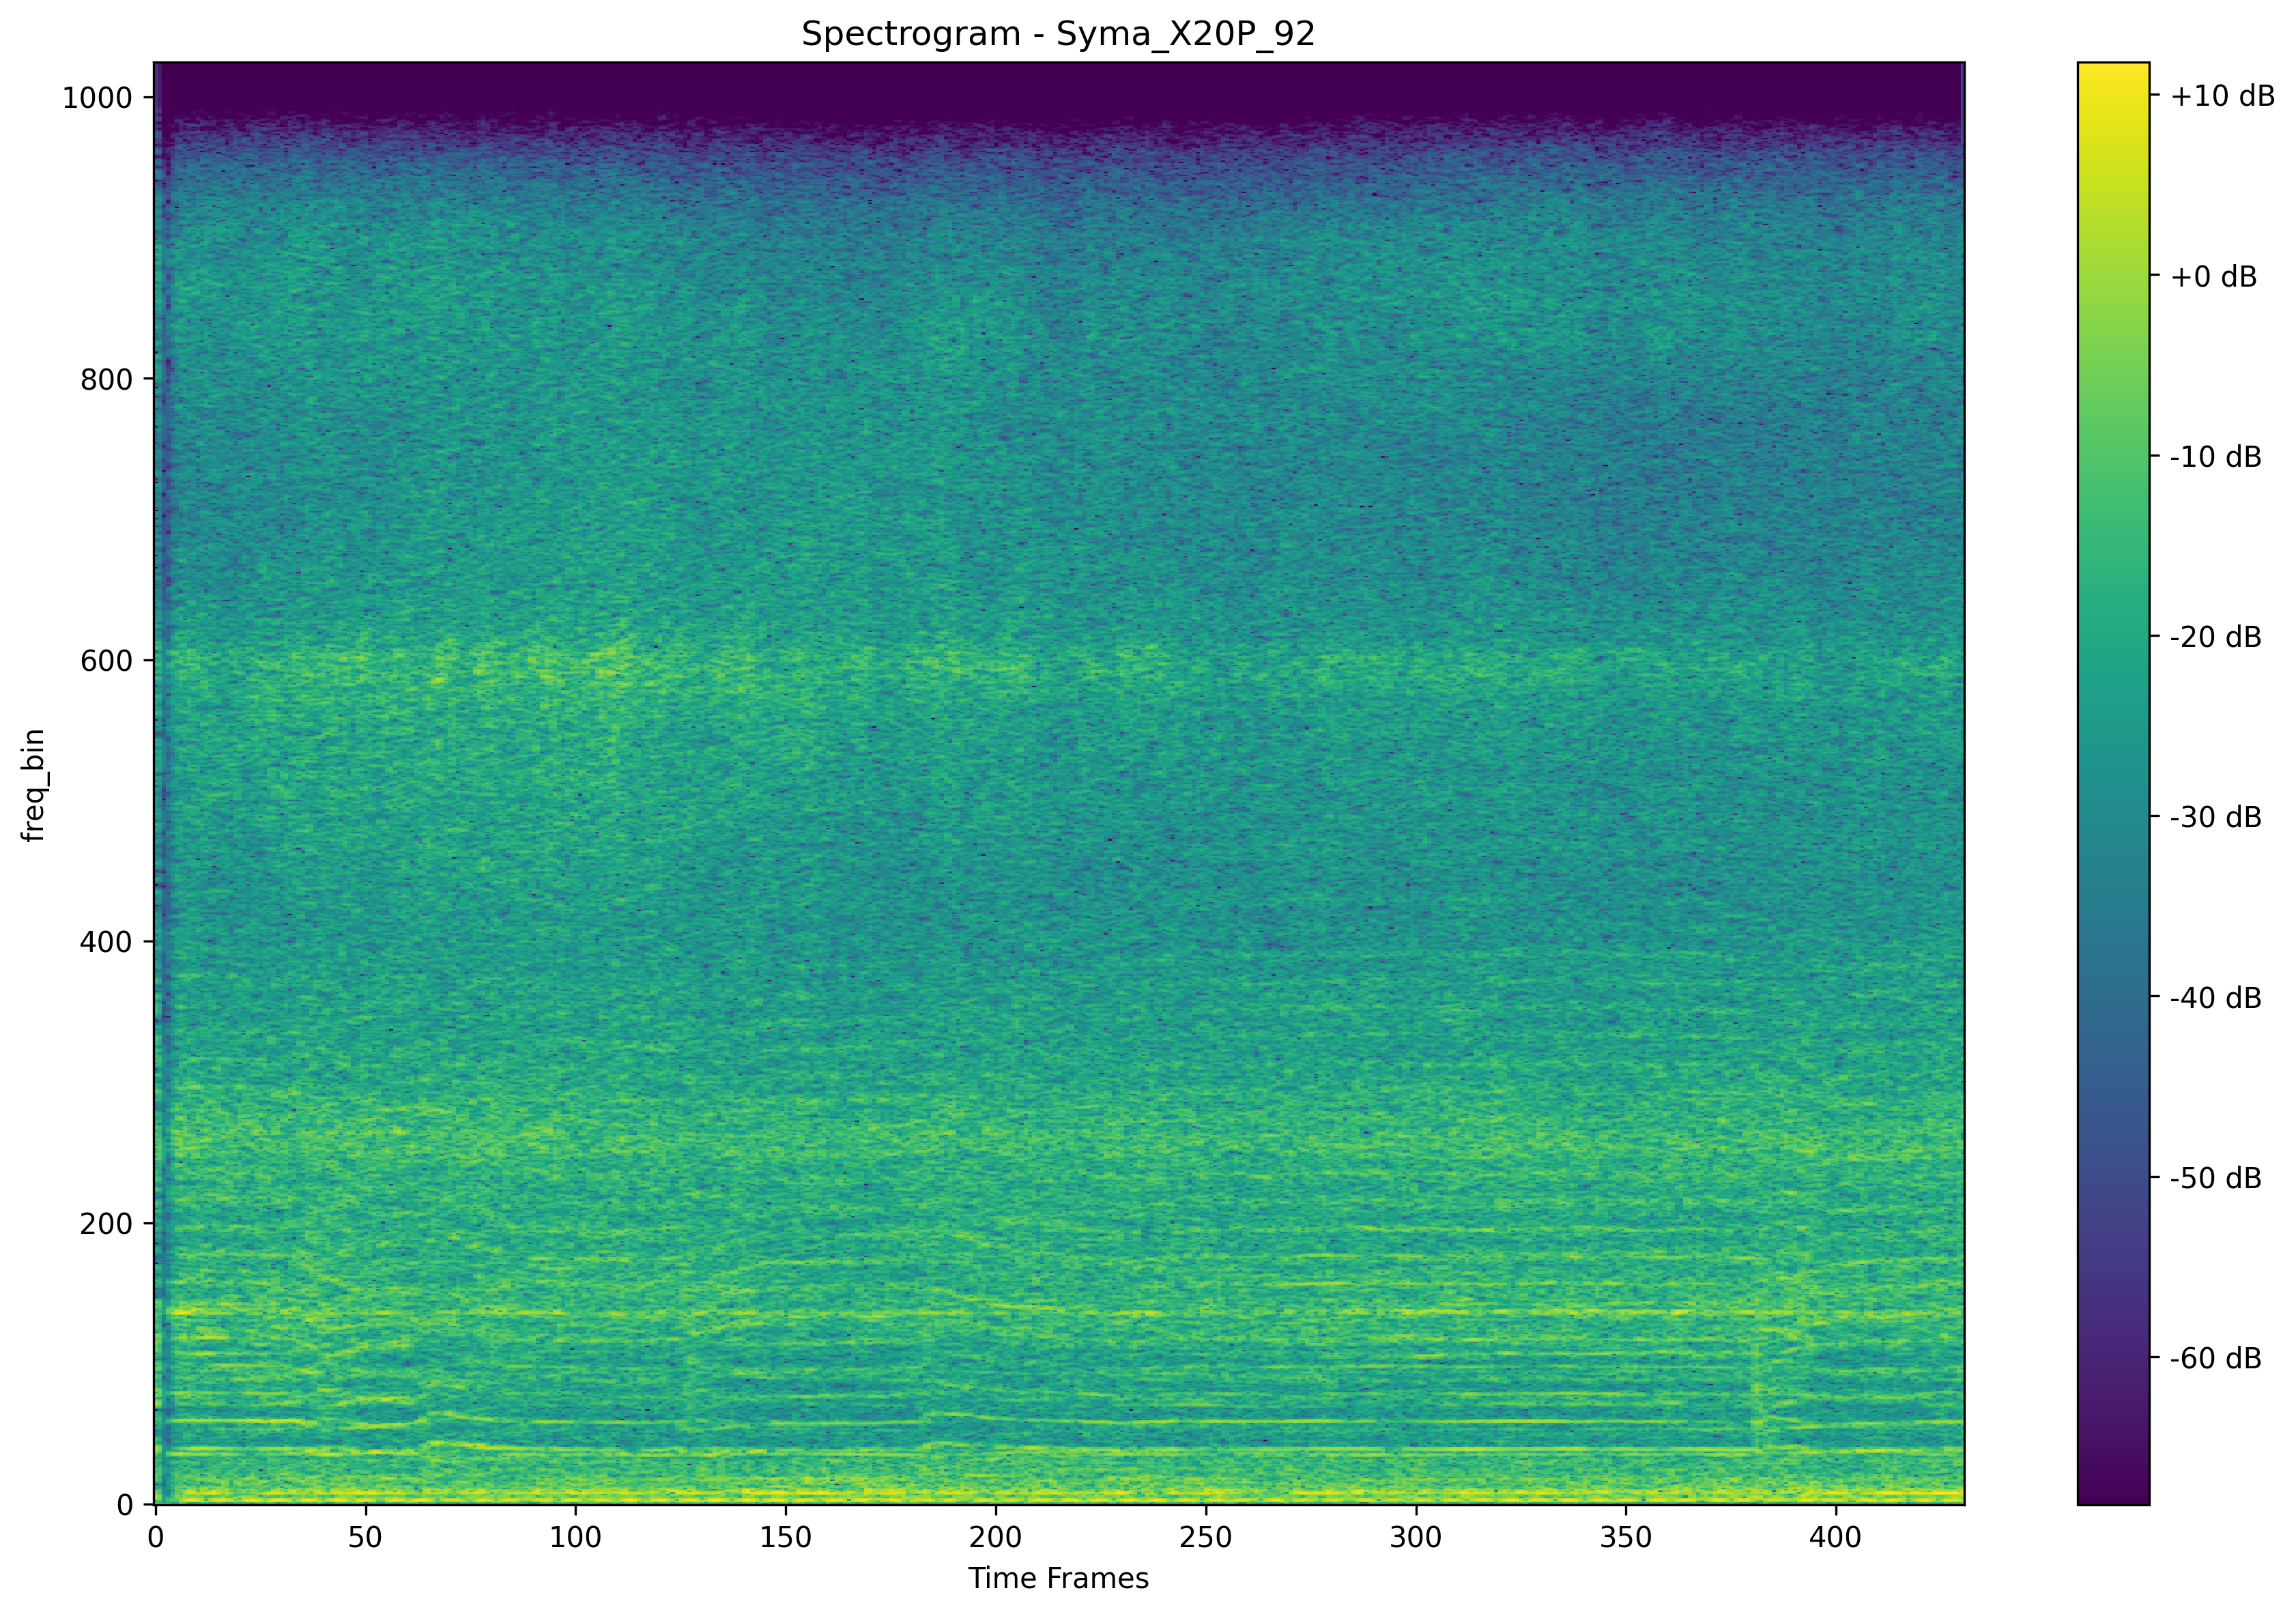 Spectrogram - Syma_X20P_92
freq_bin
1000
800
600
400
200
0
0 50 100 150 200 250 300 350 400
Time Frames
+10 dB
+0 dB
-10 dB
-20 dB
-30 dB
-40 dB
-50 dB
-60 dB